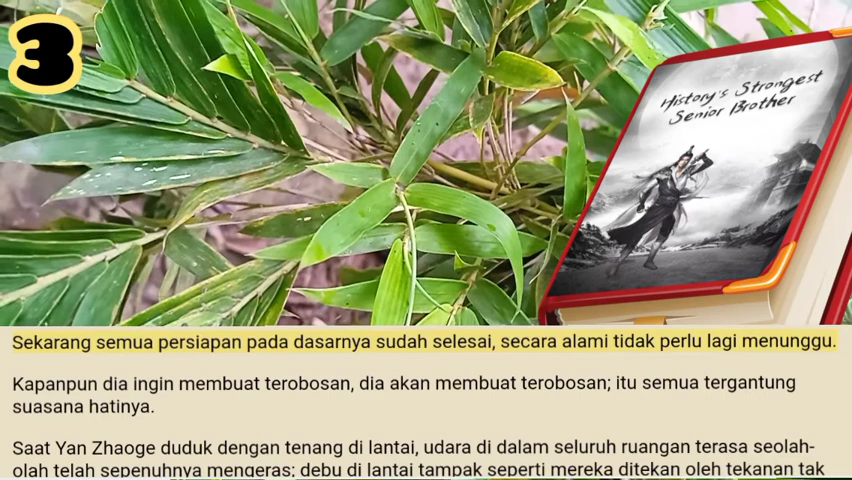 3
History's Strongest
Senior Brother
Sekarang semua persiapan pada dasarnya sudah selesai, secara alami tidak perlu lagi menunggu.
Kapanpun dia ingin membuat terobosan, dia akan membuat terobosan; itu semua tergantung
suasana hatinya.
Saat Yan Zhaoge duduk dengan tenang di lantai, udara di dalam seluruh ruangan terasa seolah-
olah telah sepenuhnya mengeras; debu di lantai tampak seperti mereka ditekan oleh tekanan tak